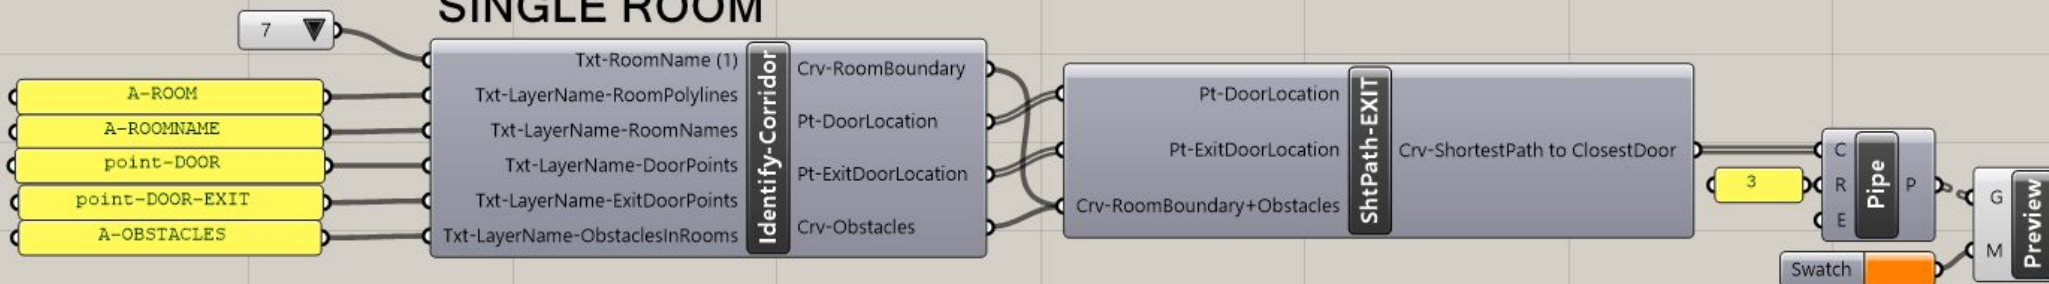 SINGLE ROOM
7
A-ROOM
A-ROOMNAME
point-DOOR
point-DOOR-EXIT
A-OBSTACLES
Txt-RoomName (1)
Txt-LayerName-RoomPolylines
Txt-LayerName-RoomNames
Txt-LayerName-DoorPoints
Txt-LayerName-ExitDoorPoints
Txt-LayerName-ObstaclesInRooms
Identify-Corridor
Crv-RoomBoundary
Pt-DoorLocation
Pt-ExitDoorLocation
Crv-Obstacles
Pt-DoorLocation
Pt-ExitDoorLocation
Crv-RoomBoundary+Obstacles
ShtPath-EXIT
Crv-ShortestPath to ClosestDoor
3
C
R
E
Pipe
P
Swatch
G
M
Preview